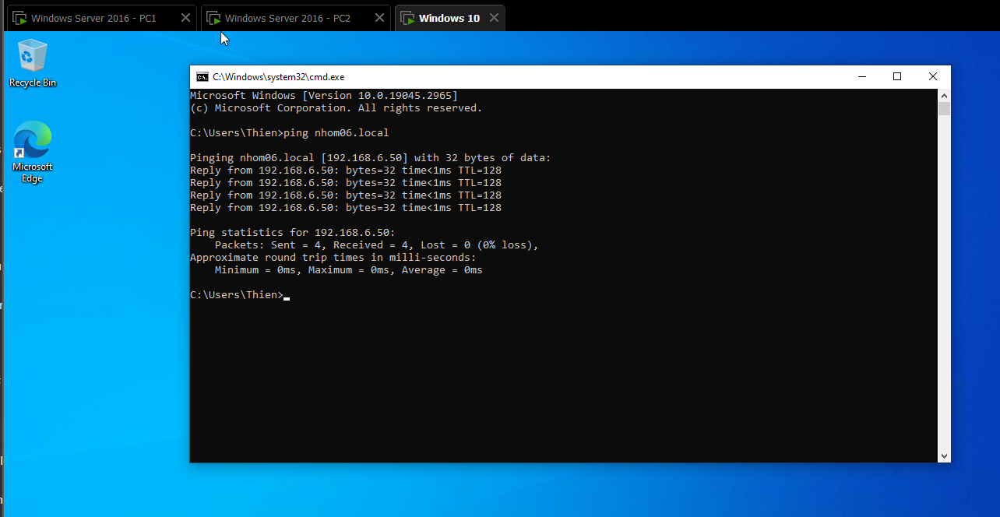 Windows Server 2016 - PC1
Windows Server 2016 - PC2
Windows 10
Recycle Bin
Microsoft
Edge
C:\Windows\system32\cmd.exe
Microsoft Windows [Version 10.0.19045.2965]
(c) Microsoft Corporation. All rights reserved.
C:\Users\Thien>ping nhom06.local
Pinging nhom06.local [192.168.6.50] with 32 bytes of data:
Reply from 192.168.6.50: bytes=32 time<1ms TTL=128
Reply from 192.168.6.50: bytes=32 time<1ms TTL=128
Reply from 192.168.6.50: bytes=32 time<1ms TTL=128
Reply from 192.168.6.50: bytes=32 time<1ms TTL=128
Ping statistics for 192.168.6.50:
Packets: Sent = 4, Received = 4, Lost = 0 (0% loss),
Approximate round trip times in milli-seconds:
Minimum = 0ms, Maximum = 0ms, Average = 0ms
C:\Users\Thien>